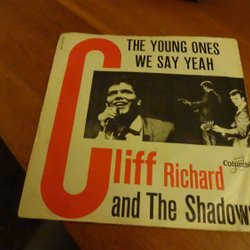 THE YOUNG ONES
WE SAY YEAH
Cliff Richard
and The Shadows
Columbia